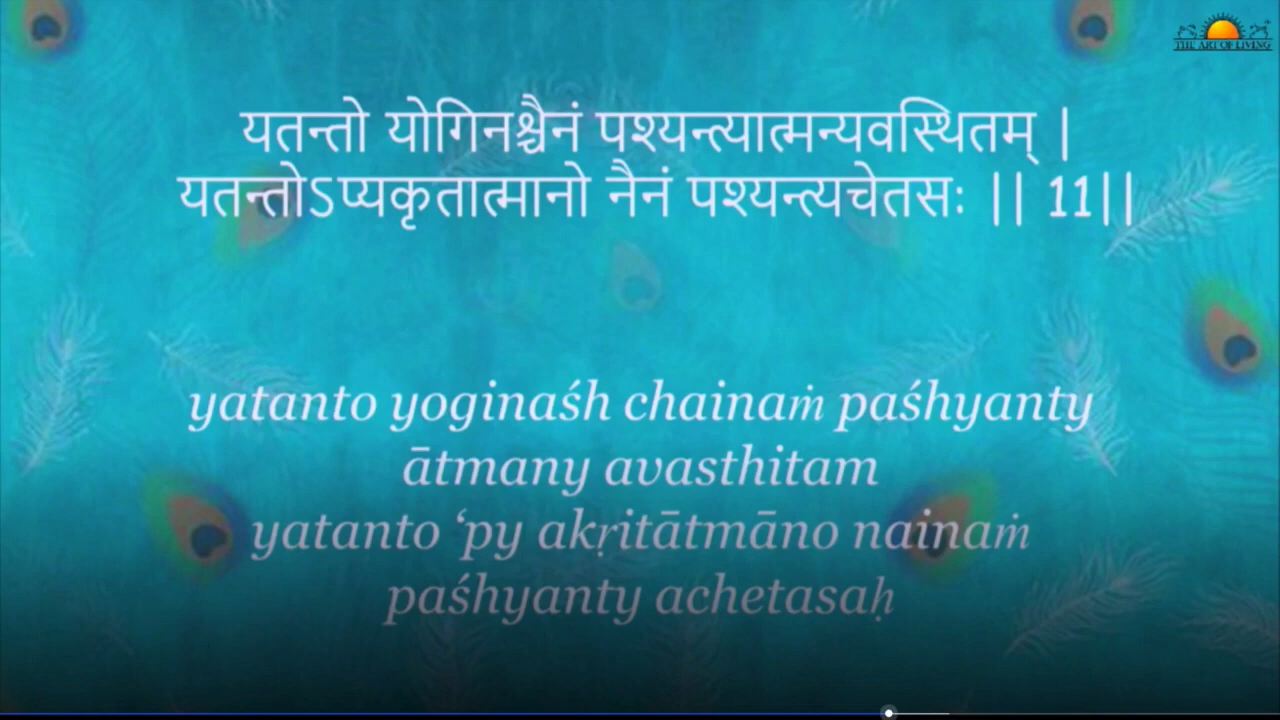 THE ART OF LIVING
यतन्तो योगिनश्चैनं पश्यन्त्यात्मन्यवस्थितम् |
यतन्तोऽप्यकृतात्मानो नैनं पश्यन्त्यचेतसः || 11||
yatanto yoginaśh chainaṁ paśhyanty
ātmany avasthitam
yatanto ‘py akṛitātmāno nainaṁ
paśhyanty achetasaḥ